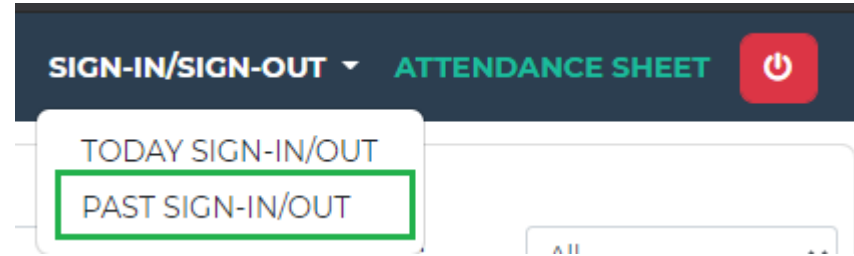 SIGN-IN/SIGN-OUT ATTENDANCE SHEET
TODAY SIGN-IN/OUT
PAST SIGN-IN/OUT
All